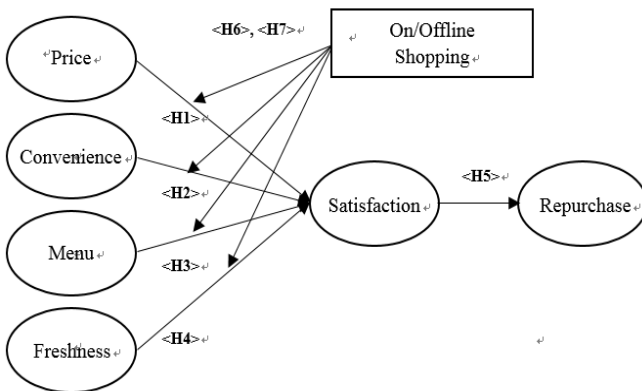 <H6>, <H7>
On/Offline
Shopping
Price
<H1>
Convenience
<H2>
Satisfaction
<H5>
Repurchase
Menu
<H3>
<H4>
Freshness